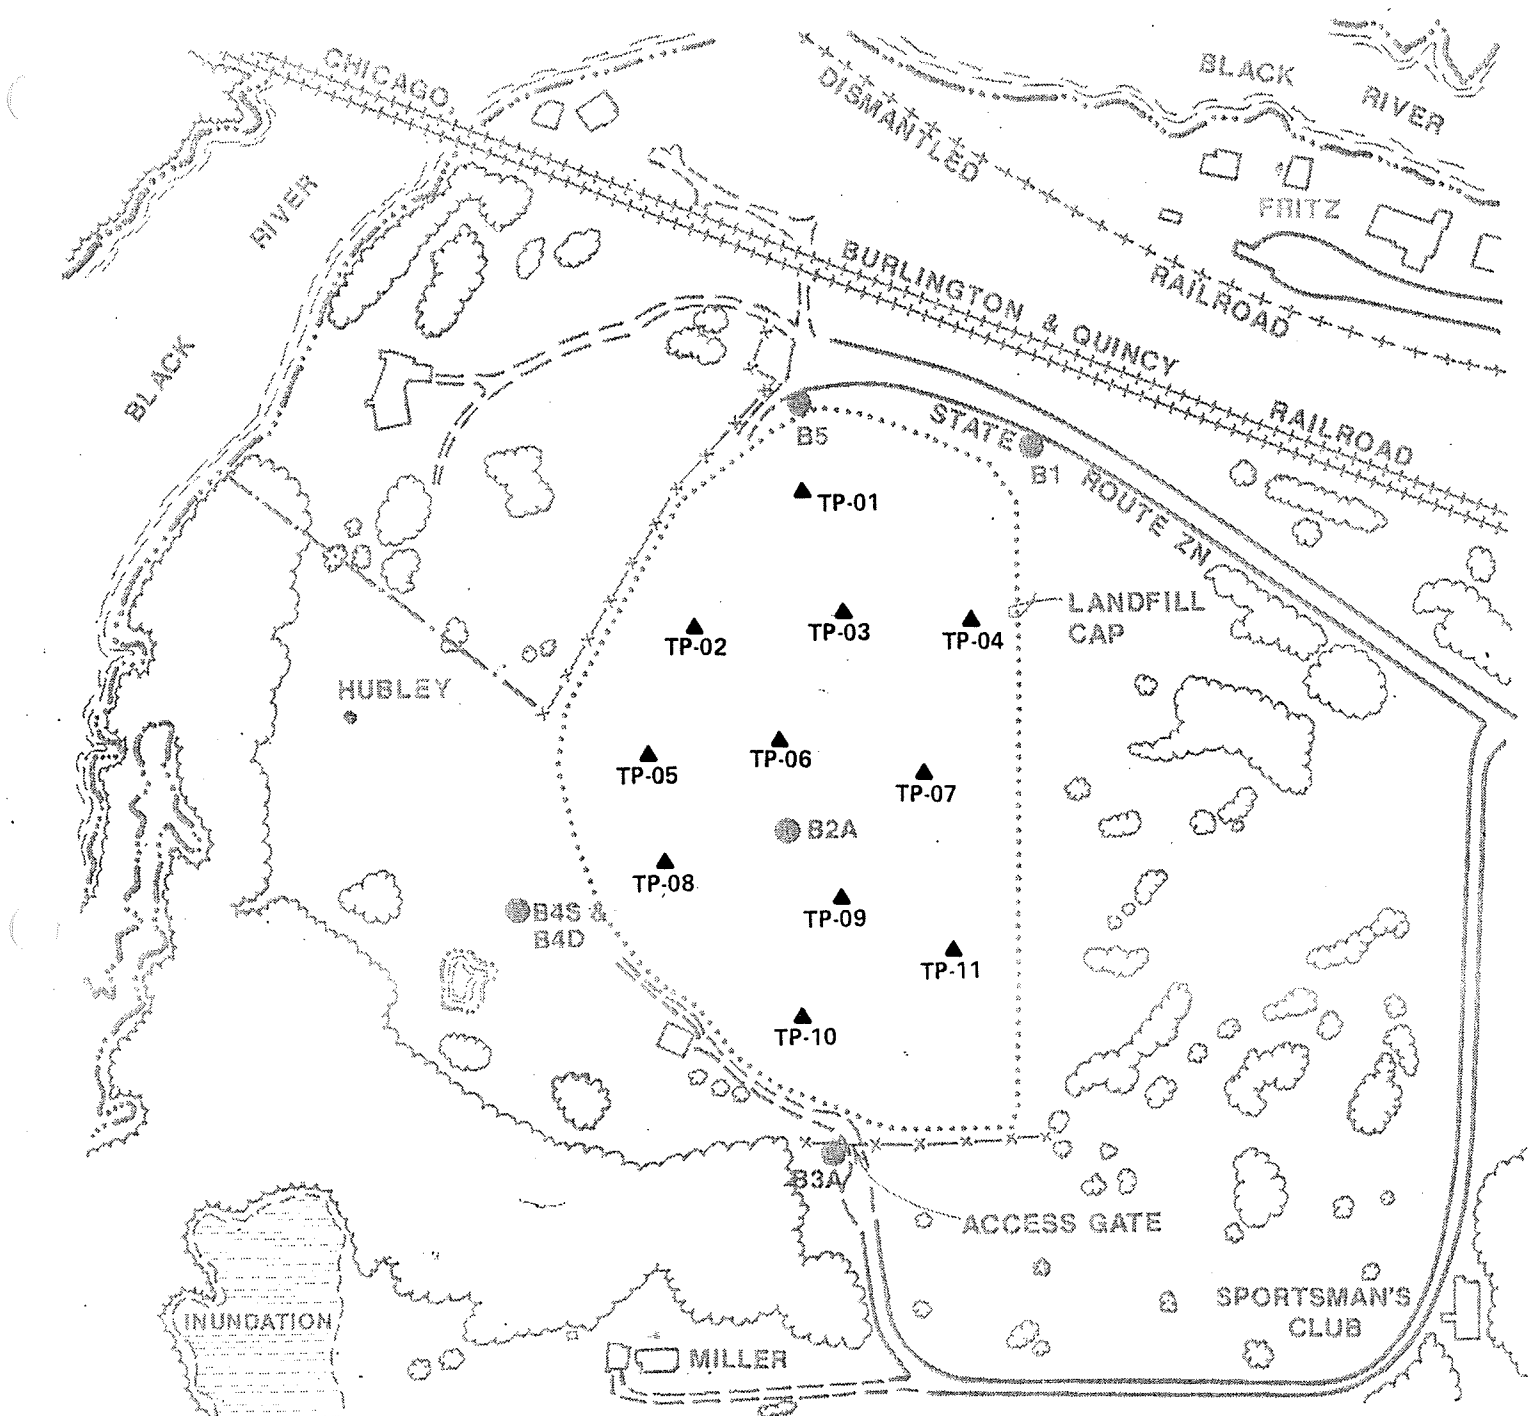 CHICAGO,
BLACK
RIVER
DISMANTLED
RIVER
FRITZ
BURLINGTON & QUINCY
RAILROAD
BLACK
RAILROAD
STATE
B5
B1
ROUTE ZN
TP-01
LANDFILL
CAP
TP-02
TP-03
TP-04
HUBLEY
TP-05
TP-06
TP-07
B2A
TP-08
B4S &
B4D
TP-09
TP-11
TP-10
B3A
ACCESS GATE
INUNDATION
SPORTSMAN'S
CLUB
MILLER